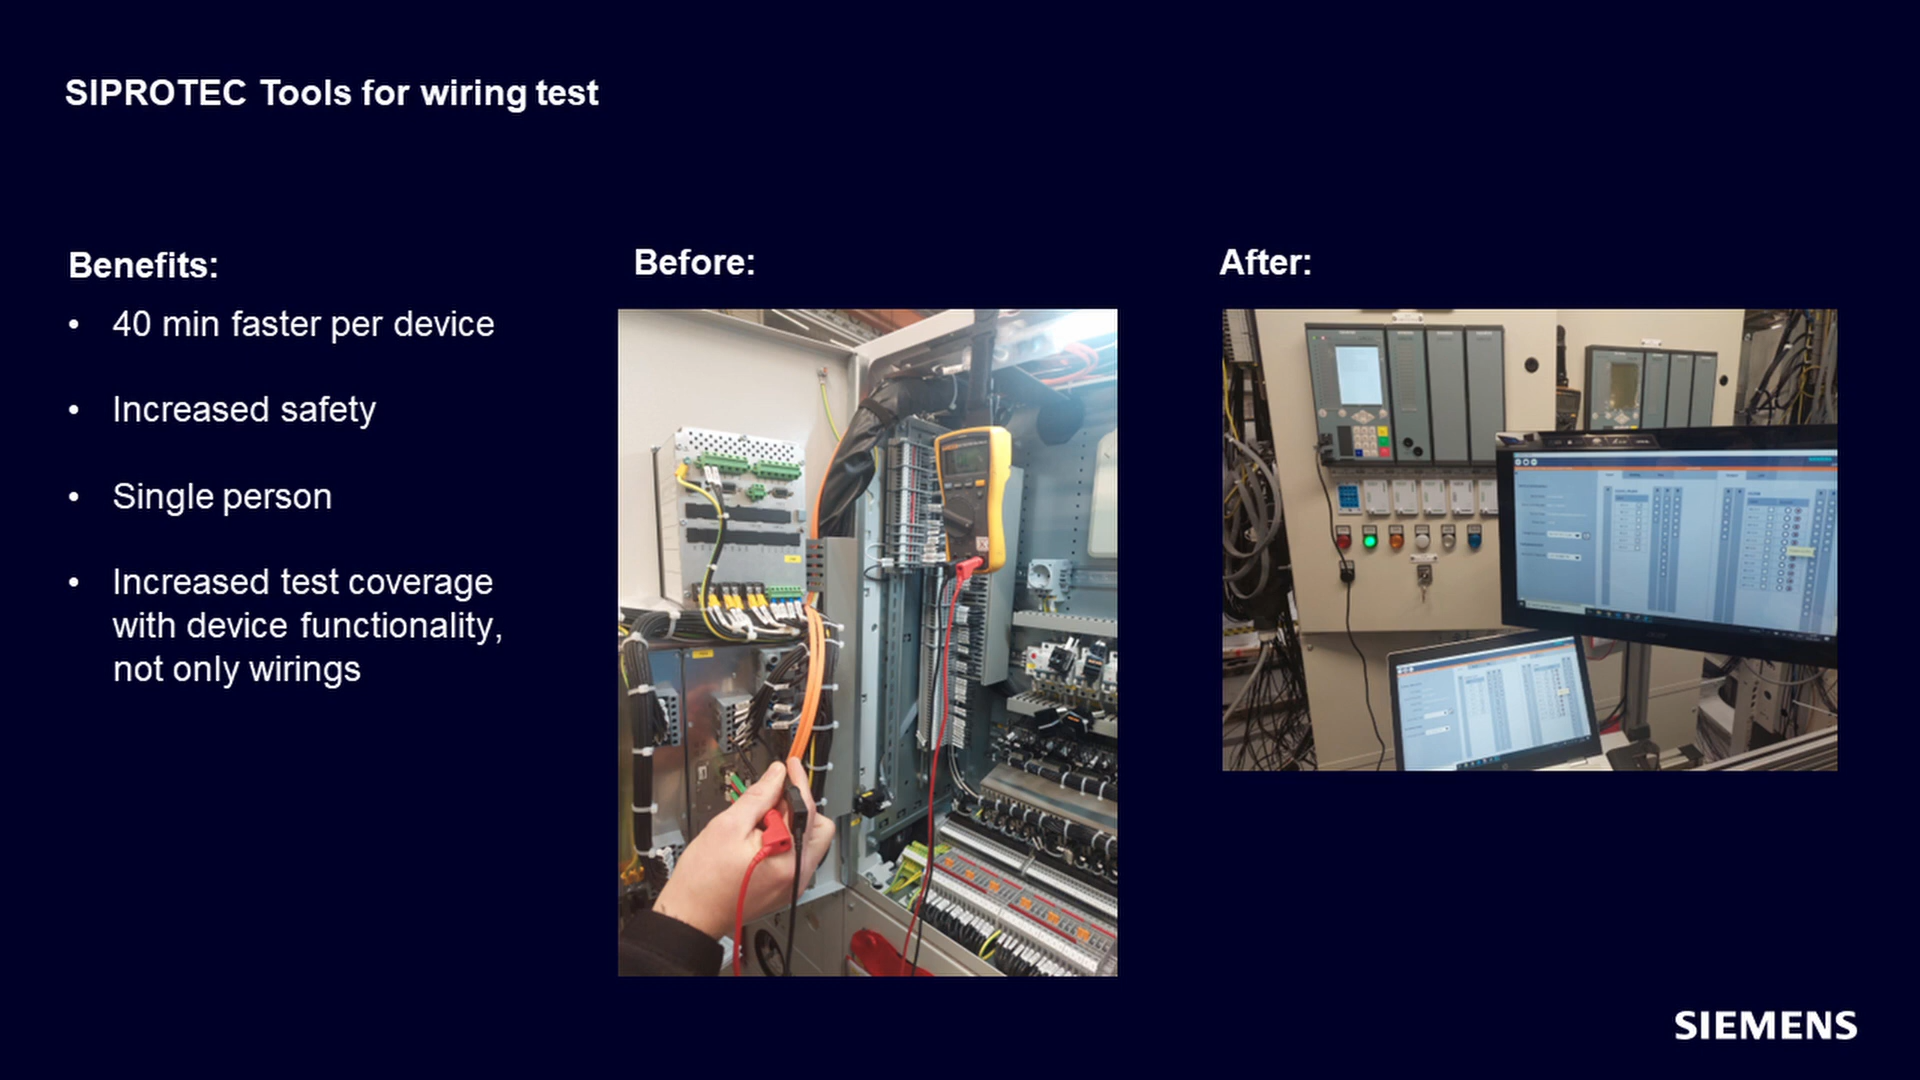 SIPROTEC Tools for wiring test
Benefits:
• 40 min faster per device
• Increased safety
• Single person
• Increased test coverage
with device functionality,
not only wirings
Before:
After:
SIEMENS